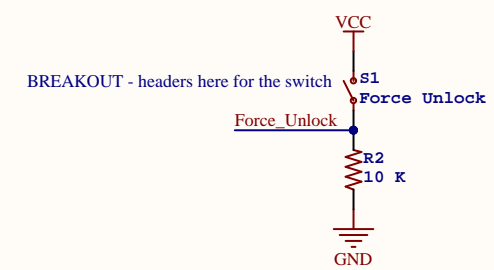 VCC
S1
BREAKOUT - headers here for the switch
Force Unlock
Force_Unlock
R2
10 K
GND